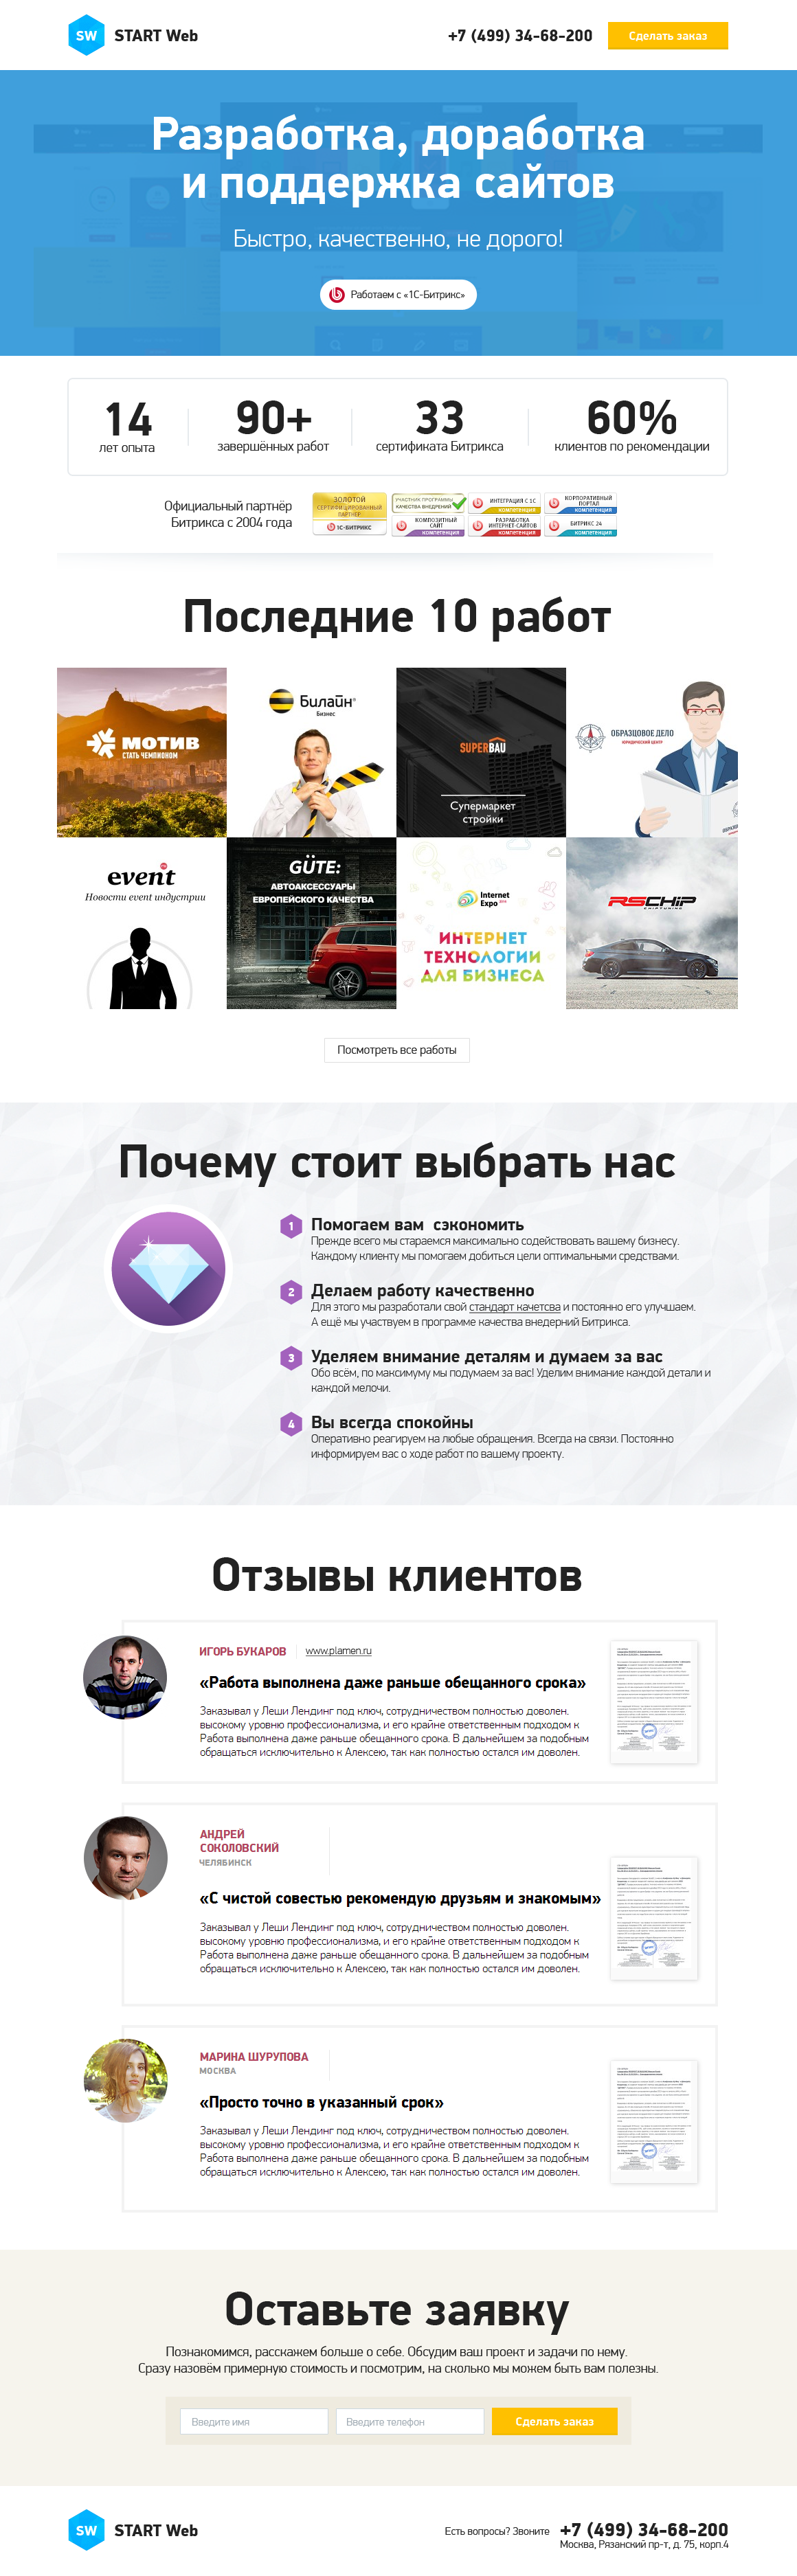 SW START Web
+7 (499) 34-68-200
Сделать заказ
Разработка, доработка
и поддержка сайтов
Быстро, качественно, не дорого!
Работаем с «1С-Битрикс»
14
лет опыта
90+
завершённых работ
33
сертификата Битрикса
60%
клиентов по рекомендации
Официальный партнёр
Битрикса с 2004 года
ЗОЛОТОЙ
СЕРТИФИЦИРОВАННЫЙ
ПАРТНЕР
1С-БИТРИКС
УЧАСТНИК ПРОГРАММЫ
КАЧЕСТВА ВНЕДРЕНИЙ
КОМПОЗИТНЫЙ
САЙТ
КОМПЕТЕНЦИЯ
ИНТЕГРАЦИЯ С 1С
КОМПЕТЕНЦИЯ
РАЗРАБОТКА
ИНТЕРНЕТ-САЙТОВ
КОМПЕТЕНЦИЯ
КОРПОРАТИВНЫЙ
ПОРТАЛ
КОМПЕТЕНЦИЯ
БИТРИКС 24
КОМПЕТЕНЦИЯ
Последние 10 работ
МОТИВ
СТАТЬ ЧЕМПИОНОМ
Билайн®
Бизнес
SUPERBAU
Супермаркет
стройки
ОБРАЗЦОВОЕ ДЕЛО
ЮРИДИЧЕСКИЙ ЦЕНТР
event
Новости event индустрии
GÜTE:
АВТОАКСЕССУАРЫ
ЕВРОПЕЙСКОГО КАЧЕСТВА
Internet
Expo
ИНТЕРНЕТ
ТЕХНОЛОГИИ
ДЛЯ БИЗНЕСА
RSCHIP
CHIPTUNING
Посмотреть все работы
Почему стоит выбрать нас
1 Помогаем вам сэкономить
Прежде всего мы стараемся максимально содействовать вашему бизнесу.
Каждому клиенту мы помогаем добиться цели оптимальными средствами.
2 Делаем работу качественно
Для этого мы разработали свой стандарт качетсва и постоянно его улучшаем.
А ещё мы участвуем в программе качества внедерний Битрикса.
3 Уделяем внимание деталям и думаем за вас
Обо всём, по максимуму мы подумаем за вас! Уделим внимание каждой детали и
каждой мелочи.
4 Вы всегда спокойны
Оперативно реагируем на любые обращения. Всегда на связи. Постоянно
информируем вас о ходе работ по вашему проекту.
Отзывы клиентов
ИГОРЬ БУКАРОВ
www.plamen.ru
«Работа выполнена даже раньше обещанного срока»
Заказывал у Леши Лендинг под ключ, сотрудничеством полностью доволен.
высокому уровню профессионализма, и его крайне ответственным подходом к
Работа выполнена даже раньше обещанного срока. В дальнейшем за подобным
обращаться исключительно к Алексею, так как полностью остался им доволен.
АНДРЕЙ
СОКОЛОВСКИЙ
ЧЕЛЯБИНСК
«С чистой совестью рекомендую друзьям и знакомым»
Заказывал у Леши Лендинг под ключ, сотрудничеством полностью доволен.
высокому уровню профессионализма, и его крайне ответственным подходом к
Работа выполнена даже раньше обещанного срока. В дальнейшем за подобным
обращаться исключительно к Алексею, так как полностью остался им доволен.
МАРИНА ШУРУПОВА
МОСКВА
«Просто точно в указанный срок»
Заказывал у Леши Лендинг под ключ, сотрудничеством полностью доволен.
высокому уровню профессионализма, и его крайне ответственным подходом к
Работа выполнена даже раньше обещанного срока. В дальнейшем за подобным
обращаться исключительно к Алексею, так как полностью остался им доволен.
Оставьте заявку
Познакомимся, расскажем больше о себе. Обсудим ваш проект и задачи по нему.
Сразу назовём примерную стоимость и посмотрим, на сколько мы можем быть вам полезны.
Введите имя
Введите телефон
Сделать заказ
SW START Web
Есть вопросы? Звоните +7 (499) 34-68-200
Москва, Рязанский пр-т, д. 75, корп.4